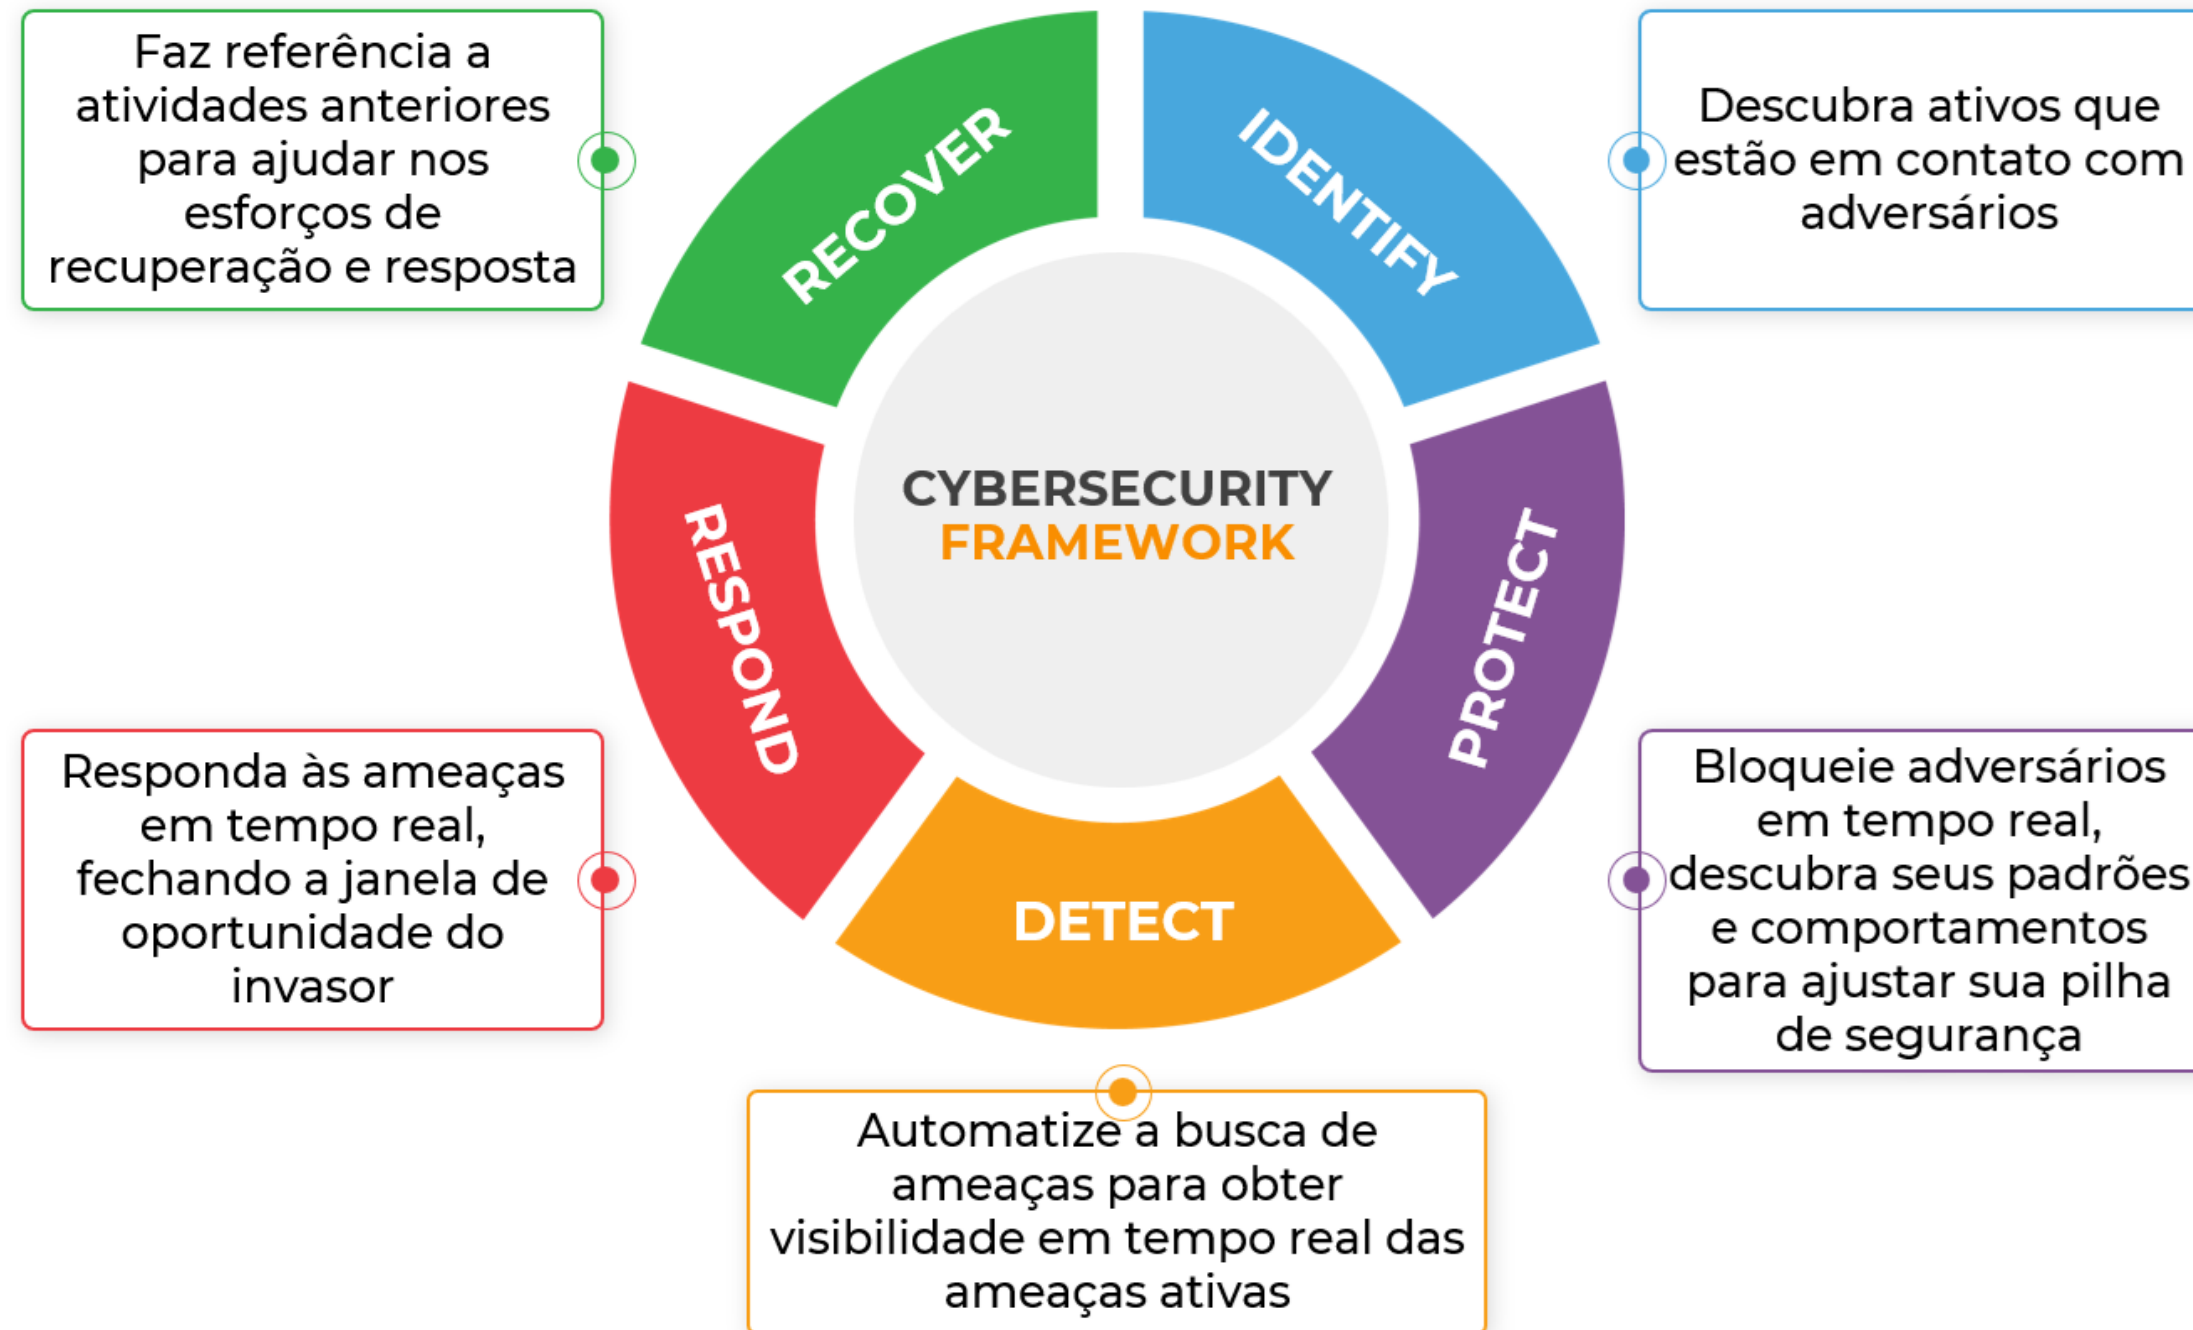 Faz referência a
atividades anteriores
para ajudar nos
esforços de
recuperação e resposta
RECOVER
IDENTIFY
Descubra ativos que
estão em contato com
adversários
CYBERSECURITY
FRAMEWORK
RESPOND
PROTECT
Responda às ameaças
em tempo real,
fechando a janela de
oportunidade do
invasor
DETECT
Bloqueie adversários
em tempo real,
descubra seus padrões
e comportamentos
para ajustar sua pilha
de segurança
Automatize a busca de
ameaças para obter
visibilidade em tempo real das
ameaças ativas